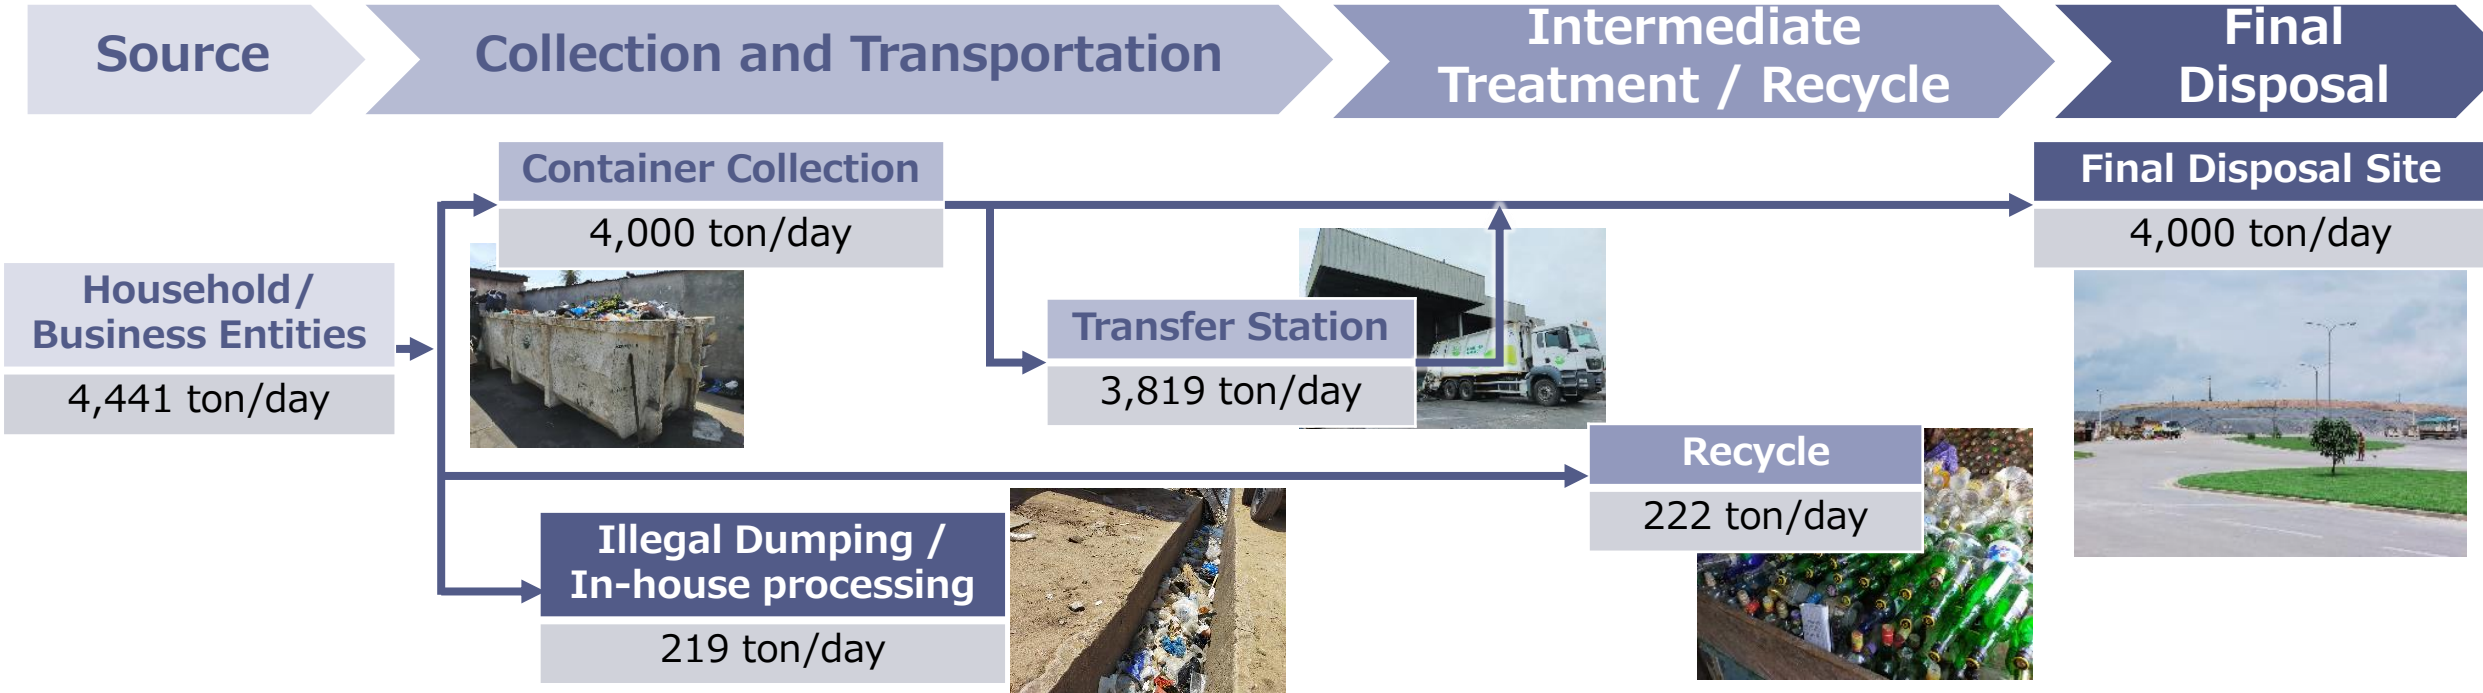 Source
Collection and Transportation
Intermediate
Treatment / Recycle
Final
Disposal
Container Collection
4,000 ton/day
Final Disposal Site
4,000 ton/day
Household/
Business Entities
4,441 ton/day
Transfer Station
3,819 ton/day
Recycle
222 ton/day
Illegal Dumping /
In-house processing
219 ton/day